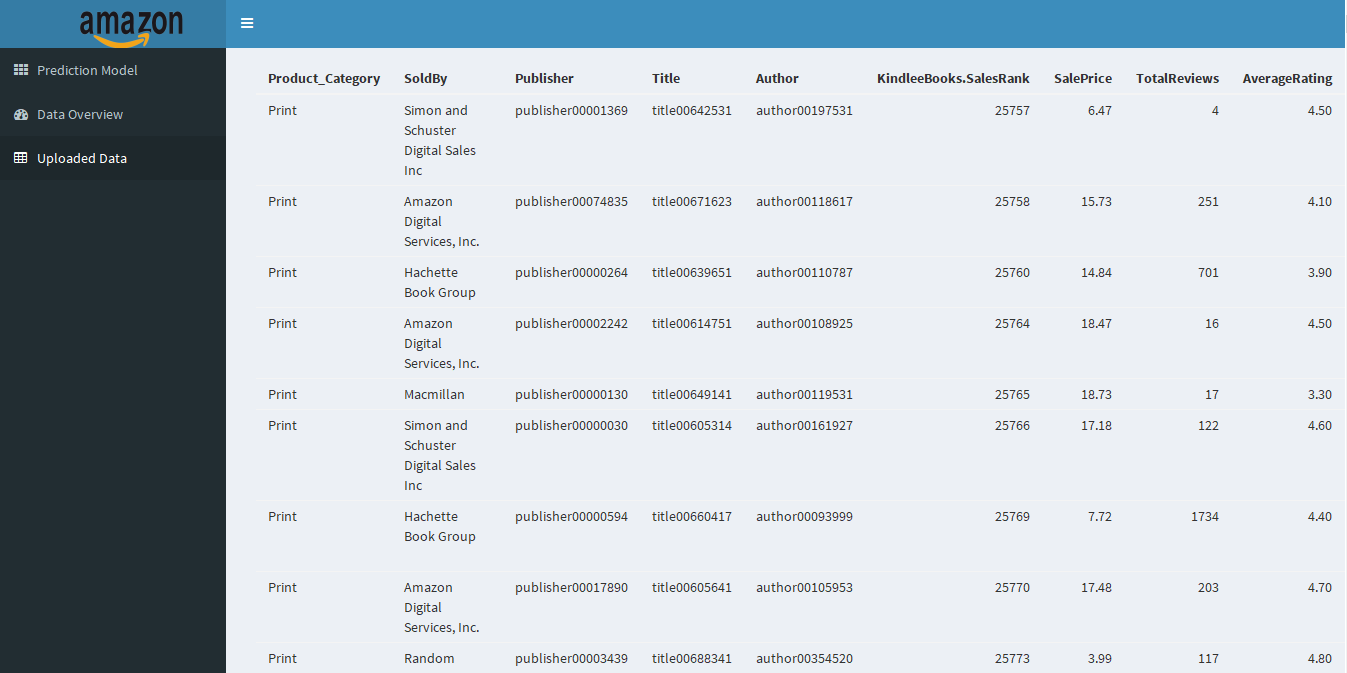 amazon
Prediction Model
Data Overview
Uploaded Data
Product_Category SoldBy Publisher Title Author KindleeBooks.SalesRank SalePrice TotalReviews AverageRating
Print Simon and publisher00001369 title00642531 author00197531 25757 6.47 4 4.50
Schuster
Digital Sales
Inc
Print Amazon publisher00074835 title00671623 author00118617 25758 15.73 251 4.10
Digital
Services, Inc.
Print Hachette publisher00000264 title00639651 author00110787 25760 14.84 701 3.90
Book Group
Print Amazon publisher00002242 title00614751 author00108925 25764 18.47 16 4.50
Digital
Services, Inc.
Print Macmillan publisher00000130 title00649141 author00119531 25765 18.73 17 3.30
Print Simon and publisher00000030 title00605314 author00161927 25766 17.18 122 4.60
Schuster
Digital Sales
Inc
Print Hachette publisher00000594 title00660417 author00093999 25769 7.72 1734 4.40
Book Group
Print Amazon publisher00017890 title00605641 author00105953 25770 17.48 203 4.70
Digital
Services, Inc.
Print Random publisher00003439 title00688341 author00354520 25773 3.99 117 4.80